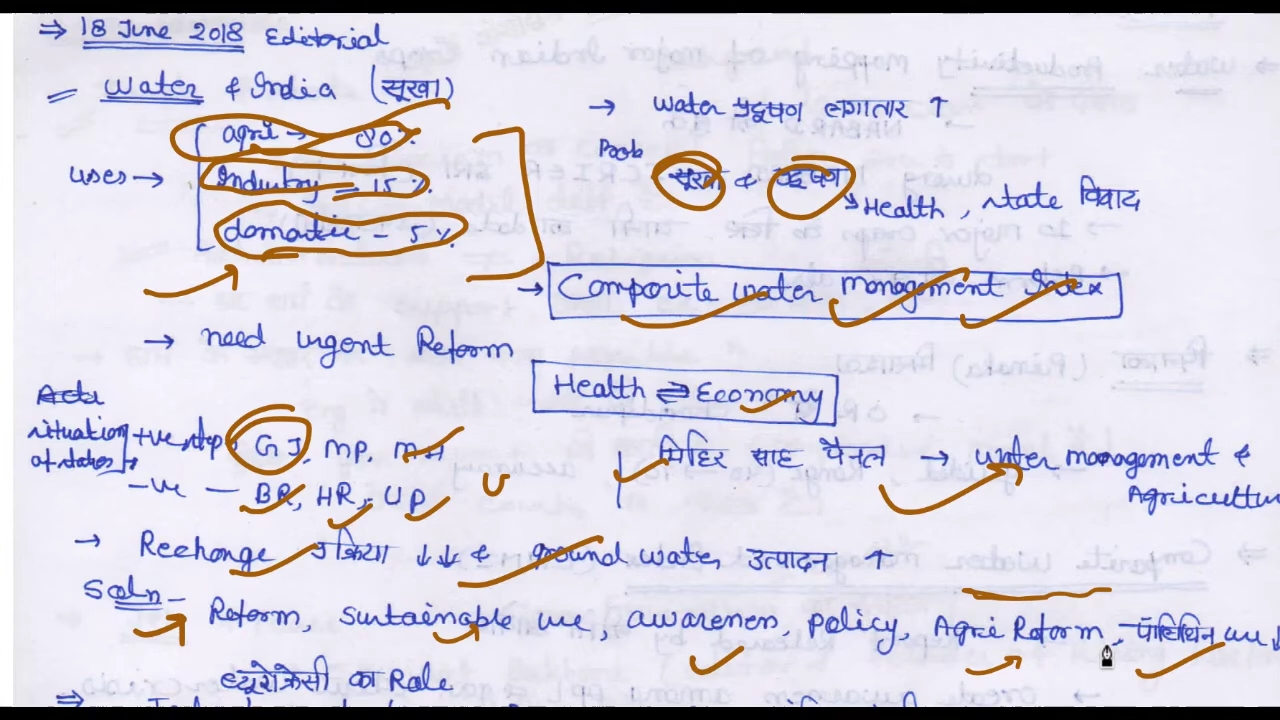 ⇒ 18 June 2018 Editorial
= Water & India (सूखा)
agri → 80%
uses → Industry = 15%
domestic - 5%
→ need urgent Reform
Acts
situation of states +ve step GJ, MP,
-ve - BR, HR, UP
→ Recharge प्रक्रिया ↓↓ & ground water उत्पादन ↑
Soln - Reform, sustainable use, awareness policy, Agri Reform, पॉलिथिन use ↓
ब्यूरोक्रेसी का Role
→ water प्रदूषण लगातार ↑
Prob सूखा & प्रदूषण
↳ Health, state विवाद
→ Composite water management Index
Health ⇌ Economy
मिहिर साह पैनल → water management &
Agricultu